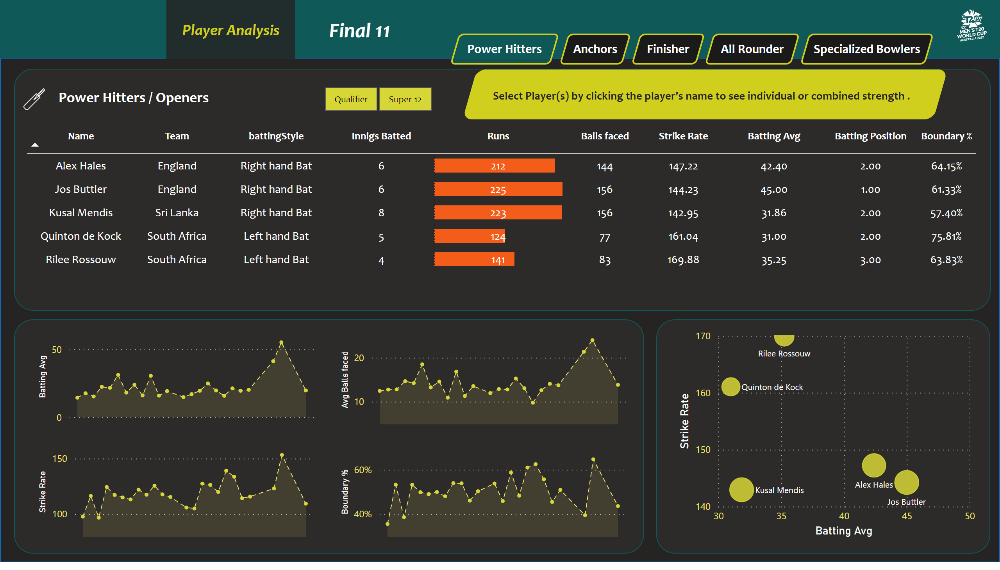 Player Analysis
Final 11
ICC
MEN'S T20
WORLD CUP
AUSTRALIA 2022
Power Hitters
Anchors
Finisher
All Rounder
Specialized Bowlers
Power Hitters / Openers
Qualifier
Super 12
Select Player(s) by clicking the player's name to see individual or combined strength .
Name Team battingStyle Innigs Batted Runs Balls faced Strike Rate Batting Avg Batting Position Boundary %
Alex Hales England Right hand Bat 6 212 144 147.22 42.40 2.00 64.15%
Jos Buttler England Right hand Bat 6 225 156 144.23 45.00 1.00 61.33%
Kusal Mendis Sri Lanka Right hand Bat 8 223 156 142.95 31.86 2.00 57.40%
Quinton de Kock South Africa Left hand Bat 5 124 77 161.04 31.00 2.00 75.81%
Rilee Rossouw South Africa Left hand Bat 4 141 83 169.88 35.25 3.00 63.83%
Batting Avg
50
0
Avg Balls faced
20
10
Strike Rate
150
100
Boundary %
60%
40%
Strike Rate
170
160
150
140
Rilee Rossouw
Quinton de Kock
Kusal Mendis
Alex Hales
Jos Buttler
30 35 40 45 50
Batting Avg